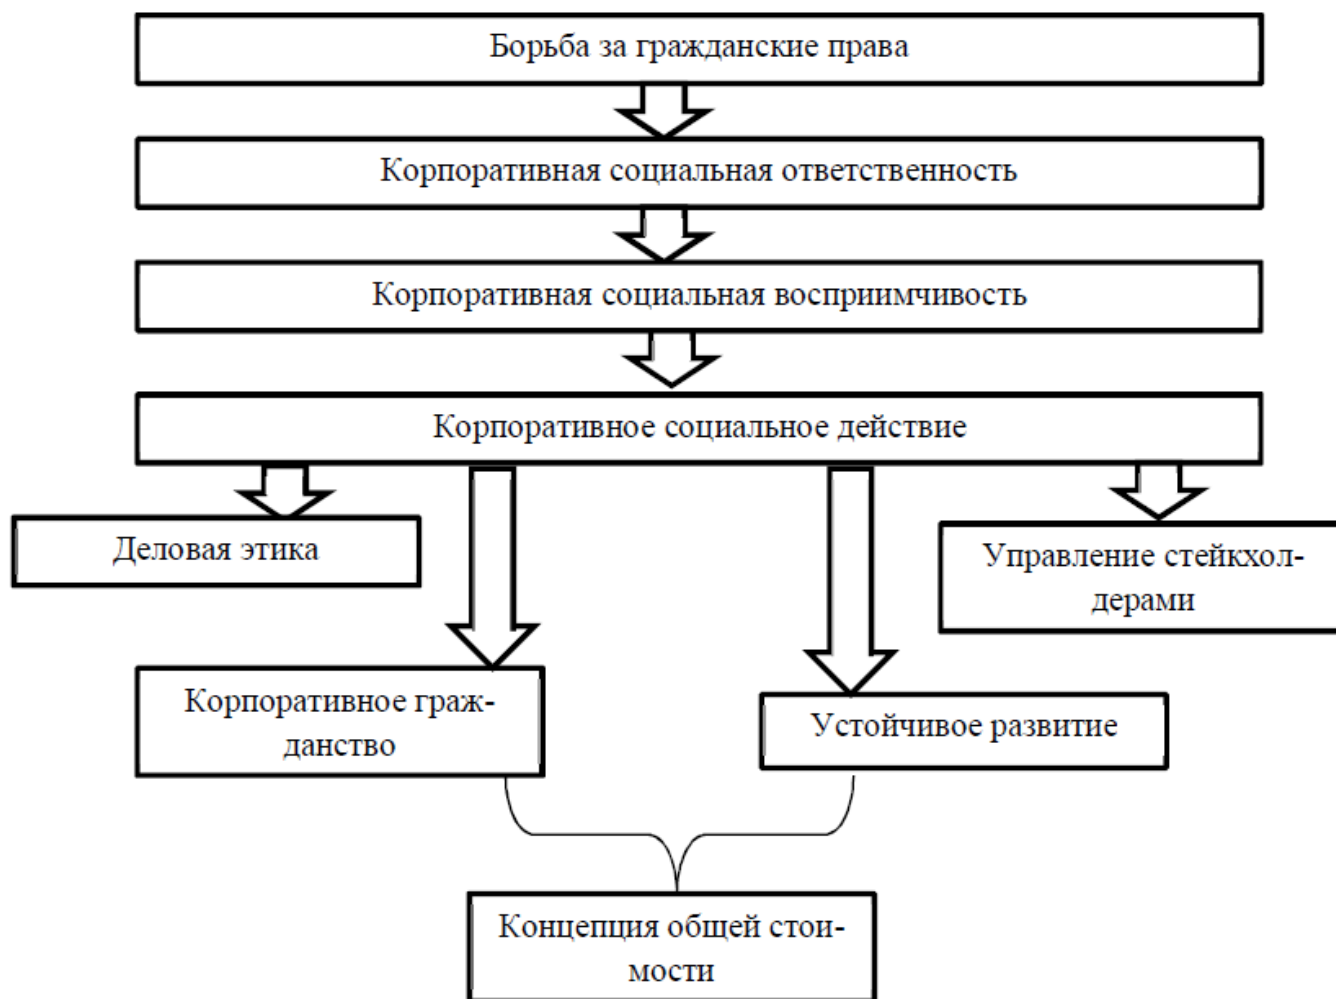 Борьба за гражданские права
Корпоративная социальная ответственность
Корпоративная социальная восприимчивость
Корпоративное социальное действие
Деловая этика
Управление стейкхол-
дерами
Корпоративное граж-
данство
Устойчивое развитие
Концепция общей стои-
мости